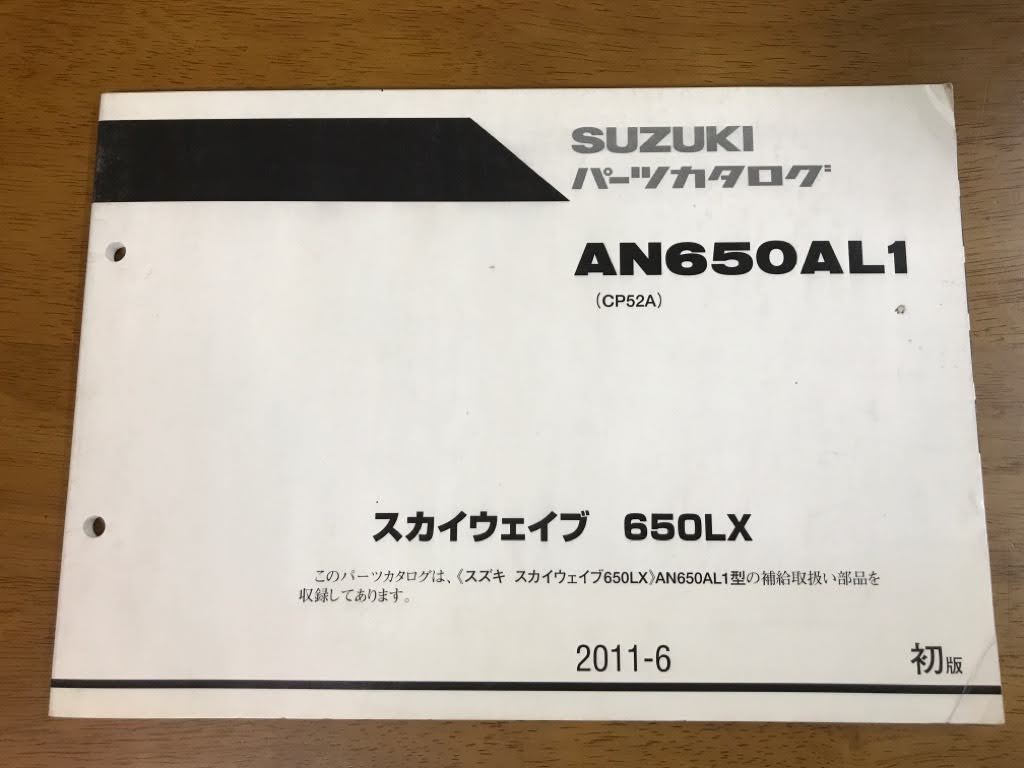 SUZUKI
パーツカタログ
AN650AL1
(CP52A)
スカイウェイブ 650LX
このパーツカタログは、《スズキ スカイウェイブ650LX》AN650AL1型の補給取扱い部品を
収録してあります。
2011-6 初版